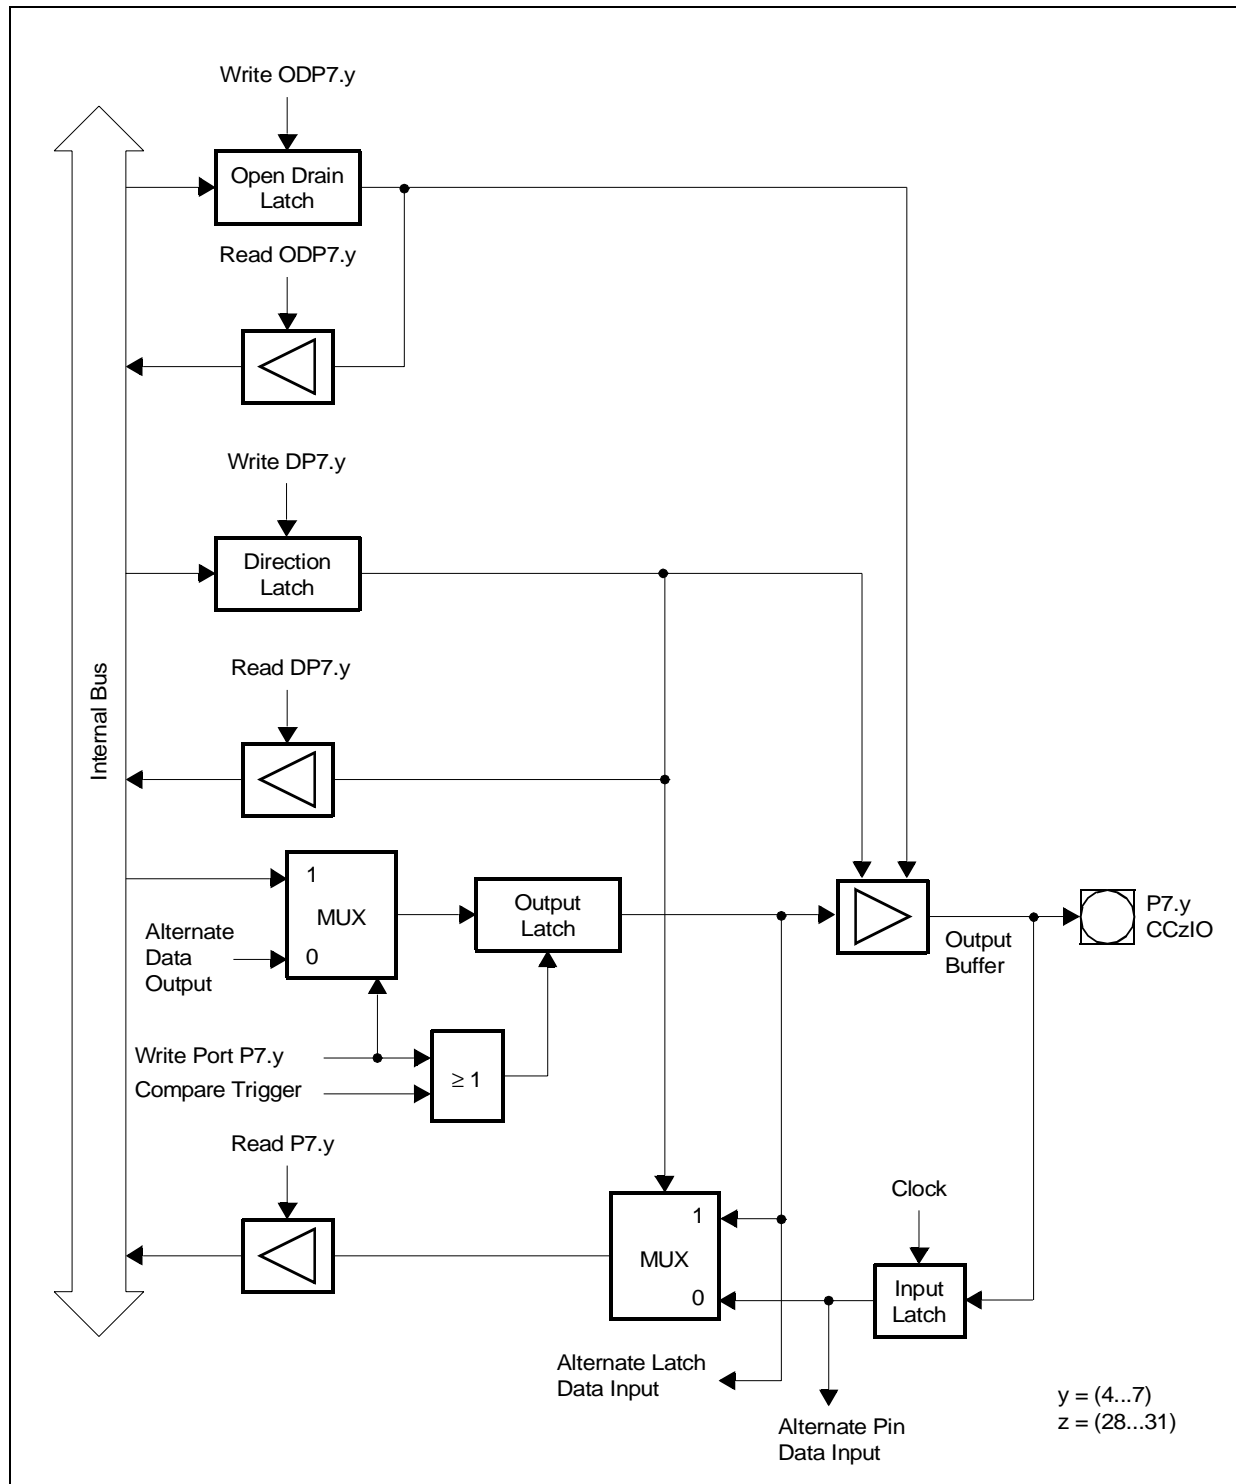 Write ODP7.y
Open Drain
Latch
Read ODP7.y
Write DP7.y
Direction
Latch
Internal Bus
Read DP7.y
1
MUX
0
Alternate
Data
Output
Output
Latch
Output
Buffer
P7.y
CCzIO
Write Port P7.y
Compare Trigger
≥ 1
Read P7.y
1
MUX
0
Clock
Input
Latch
Alternate Latch
Data Input
Alternate Pin
Data Input
y = (4...7)
z = (28...31)